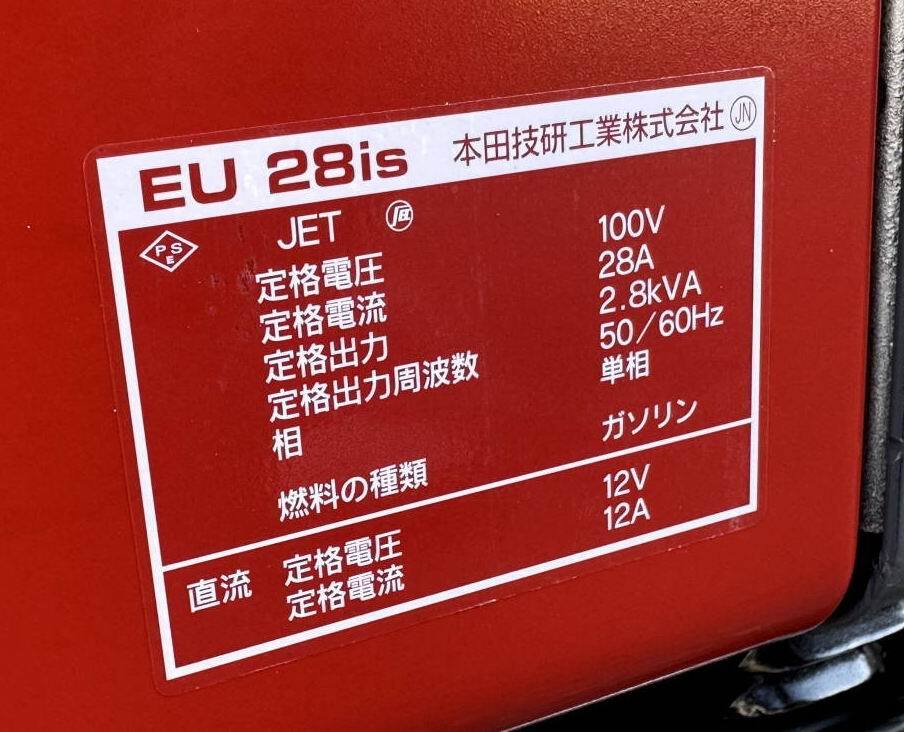 EU 28is 本田技研工業株式会社 JN
PSE JET
定格電圧 100V
定格電流 28A
定格出力 2.8kVA
定格出力周波数 50/60Hz
相 単相
燃料の種類 ガソリン
直流 定格電圧 12V
定格電流 12A